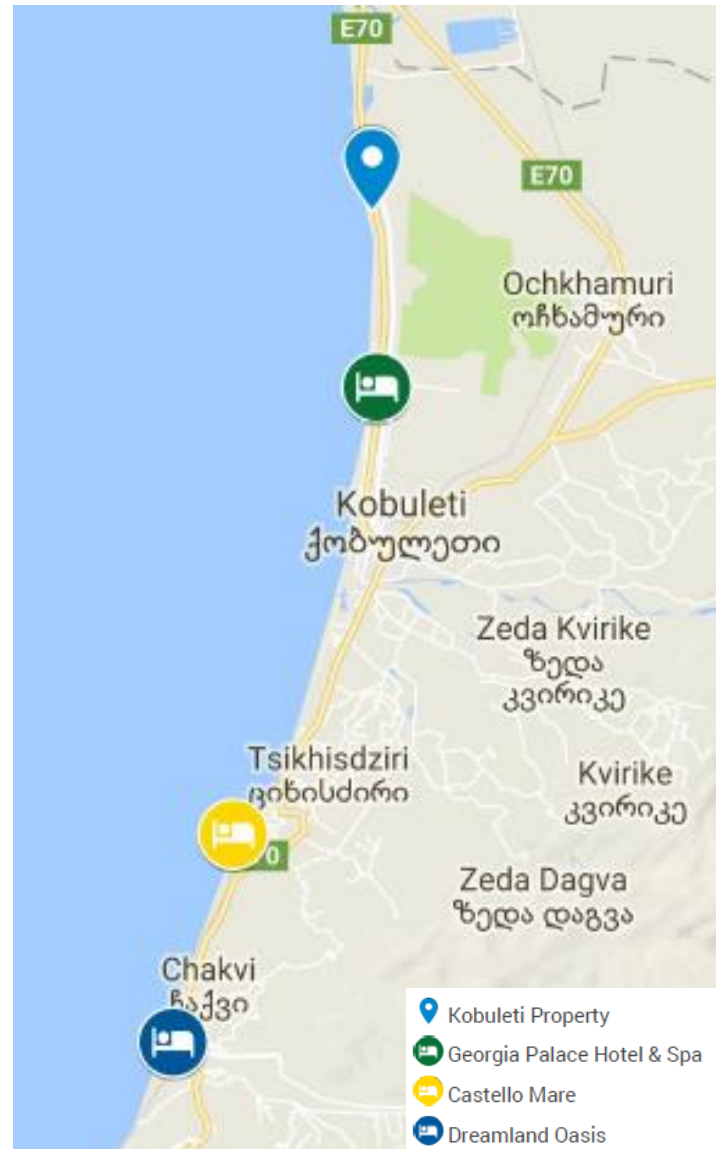 E70
E70
Ochkhamuri
ოჩხამური
Kobuleti
ქობულეთი
Zeda Kvirike
ზედა
კვირიკე
Tsikhisdziri
ციხისძირი
Kvirike
კვირიკე
70
Zeda Dagva
ზედა დაგვა
Chakvi
ჩაქვი
Kobuleti Property
Georgia Palace Hotel & Spa
Castello Mare
Dreamland Oasis